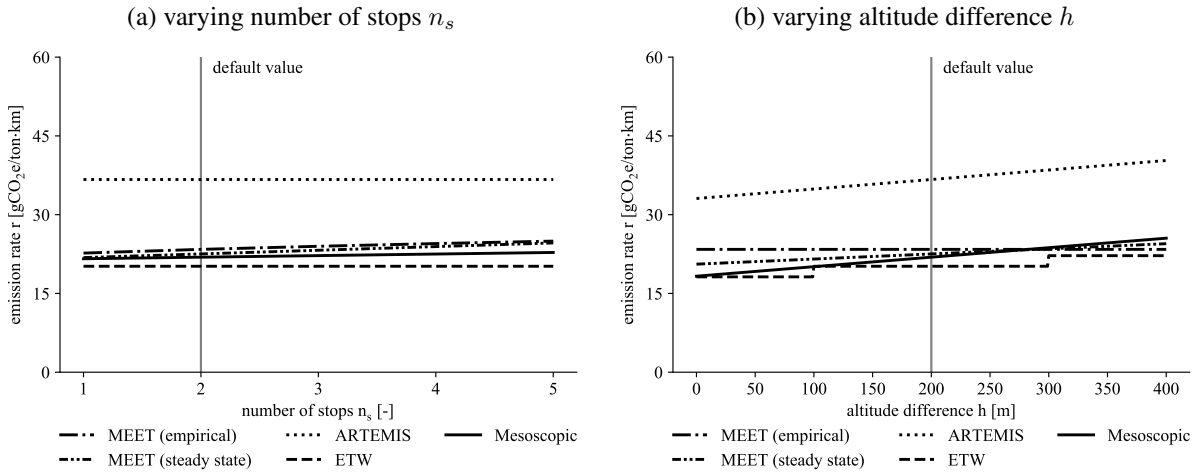 (a) varying number of stops nₛ
60
45
30
15
0
emission rate r [gCO₂e/ton·km]
default value
1 2 3 4 5
number of stops nₛ [-]
MEET (empirical) ARTEMIS Mesoscopic
MEET (steady state) ETW
(b) varying altitude difference h
60
45
30
15
0
emission rate r [gCO₂e/ton·km]
default value
0 50 100 150 200 250 300 350 400
altitude difference h [m]
MEET (empirical) ARTEMIS Mesoscopic
MEET (steady state) ETW